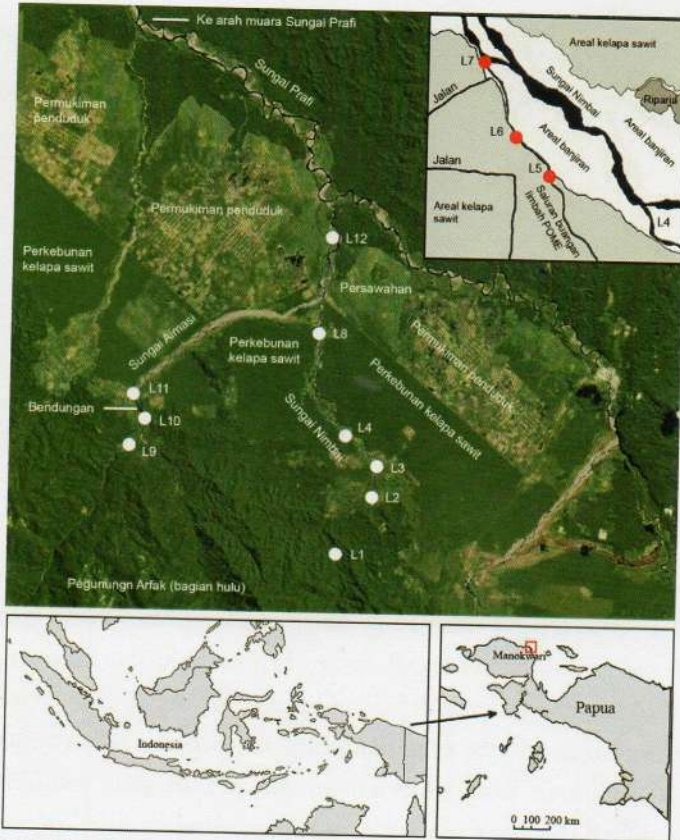 Ke arah muara Sungai Prafi
Sungai Prafi
Permukiman
penduduk
Permukiman penduduk
Perkebunan
kelapa sawit
L12
Persawahan
Sungai Aimasi
Perkebunan
kelapa sawit
L8
Permukiman penduduk
Perkebunan kelapa sawit
L11
Bendungan
L10
L9
Sungai Nimbai
L4
L3
L2
L1
Pegunungn Arfak (bagian hulu)
Areal kelapa
sawit
L7
Sungai Nimbai
Riparia
Jalan
L6
Areal banjiran
Areal banjiran
Jalan
L5
Saluran buangan
limbah POME
Areal kelapa
sawit
L4
Indonesia
Manokwari
Papua
0 100 200 km